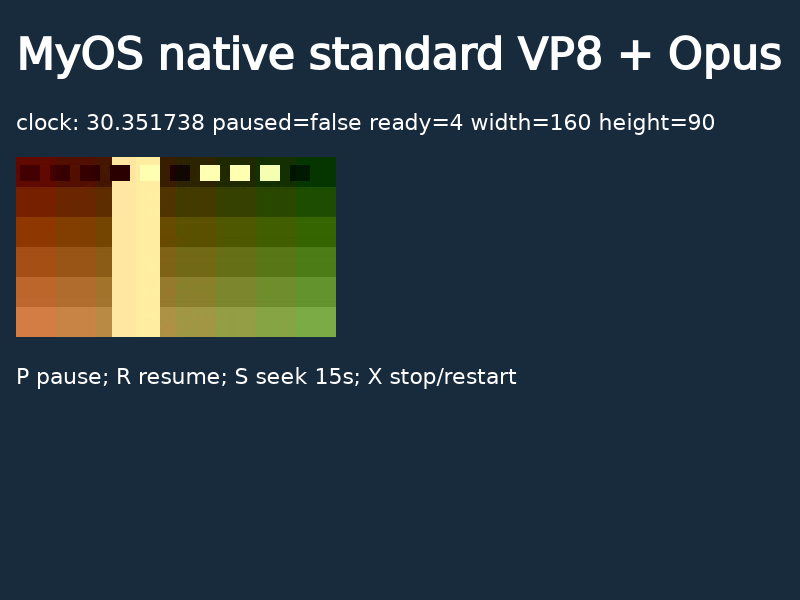 MyOS native standard VP8 + Opus
clock: 30.351738 paused=false ready=4 width=160 height=90
P pause; R resume; S seek 15s; X stop/restart